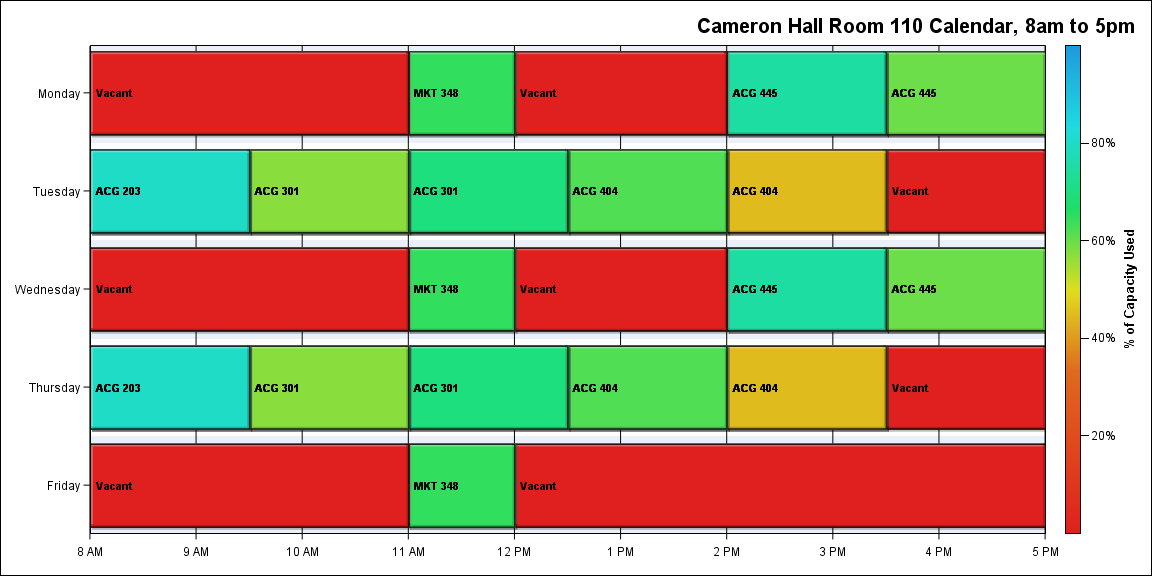 Cameron Hall Room 110 Calendar, 8am to 5pm
Monday
Vacant
MKT 348
Vacant
ACG 445
ACG 445
Tuesday
ACG 203
ACG 301
ACG 301
ACG 404
ACG 404
Vacant
Wednesday
Vacant
MKT 348
Vacant
ACG 445
ACG 445
Thursday
ACG 203
ACG 301
ACG 301
ACG 404
ACG 404
Vacant
Friday
Vacant
MKT 348
Vacant
8 AM
9 AM
10 AM
11 AM
12 PM
1 PM
2 PM
3 PM
4 PM
5 PM
80%
60%
40%
20%
% of Capacity Used